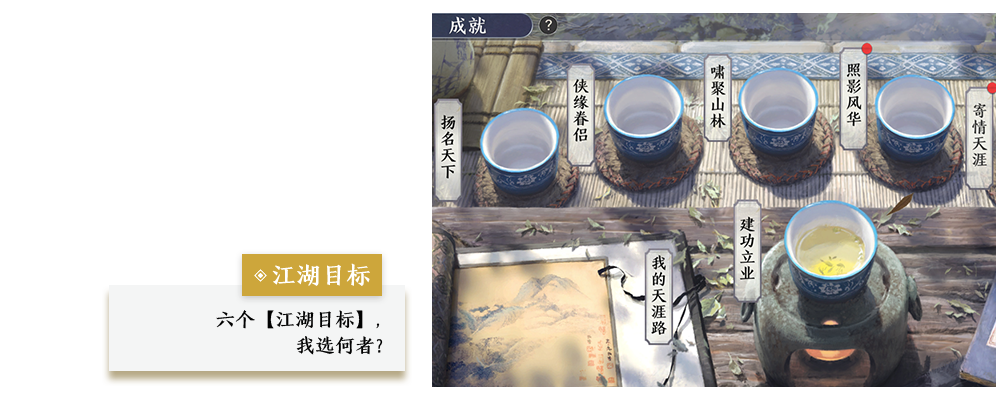 成就
?
扬名天下
侠缘眷侣
啸聚山林
照影风华
寄情天涯
建功立业
我的天涯路
江湖目标
六个【江湖目标】，
我选何者?